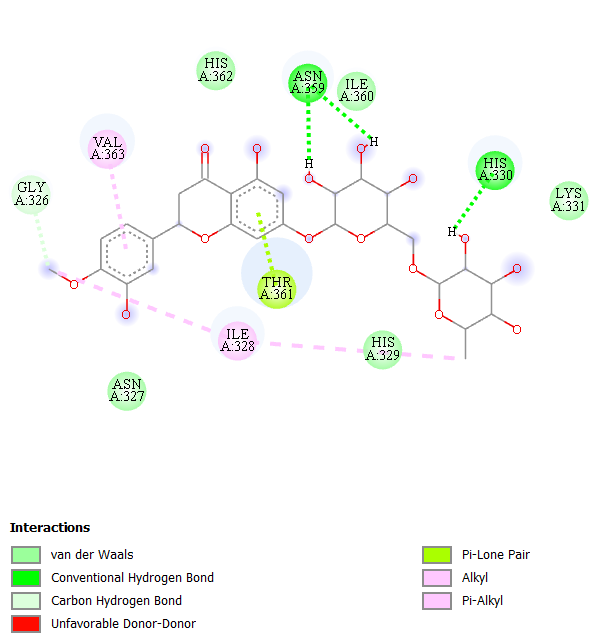 HIS
A:362
ASN
A:359
ILE
A:360
VAL
A:363
H
H
O
O
O
HIS
A:330
GLY
A:326
O
O
LYS
A:331
H
O
O
O
O
O
O
O
O
THR
A:361
O
O
O
ILE
A:328
HIS
A:329
ASN
A:327
Interactions
van der Waals
Conventional Hydrogen Bond
Carbon Hydrogen Bond
Unfavorable Donor-Donor
Pi-Lone Pair
Alkyl
Pi-Alkyl